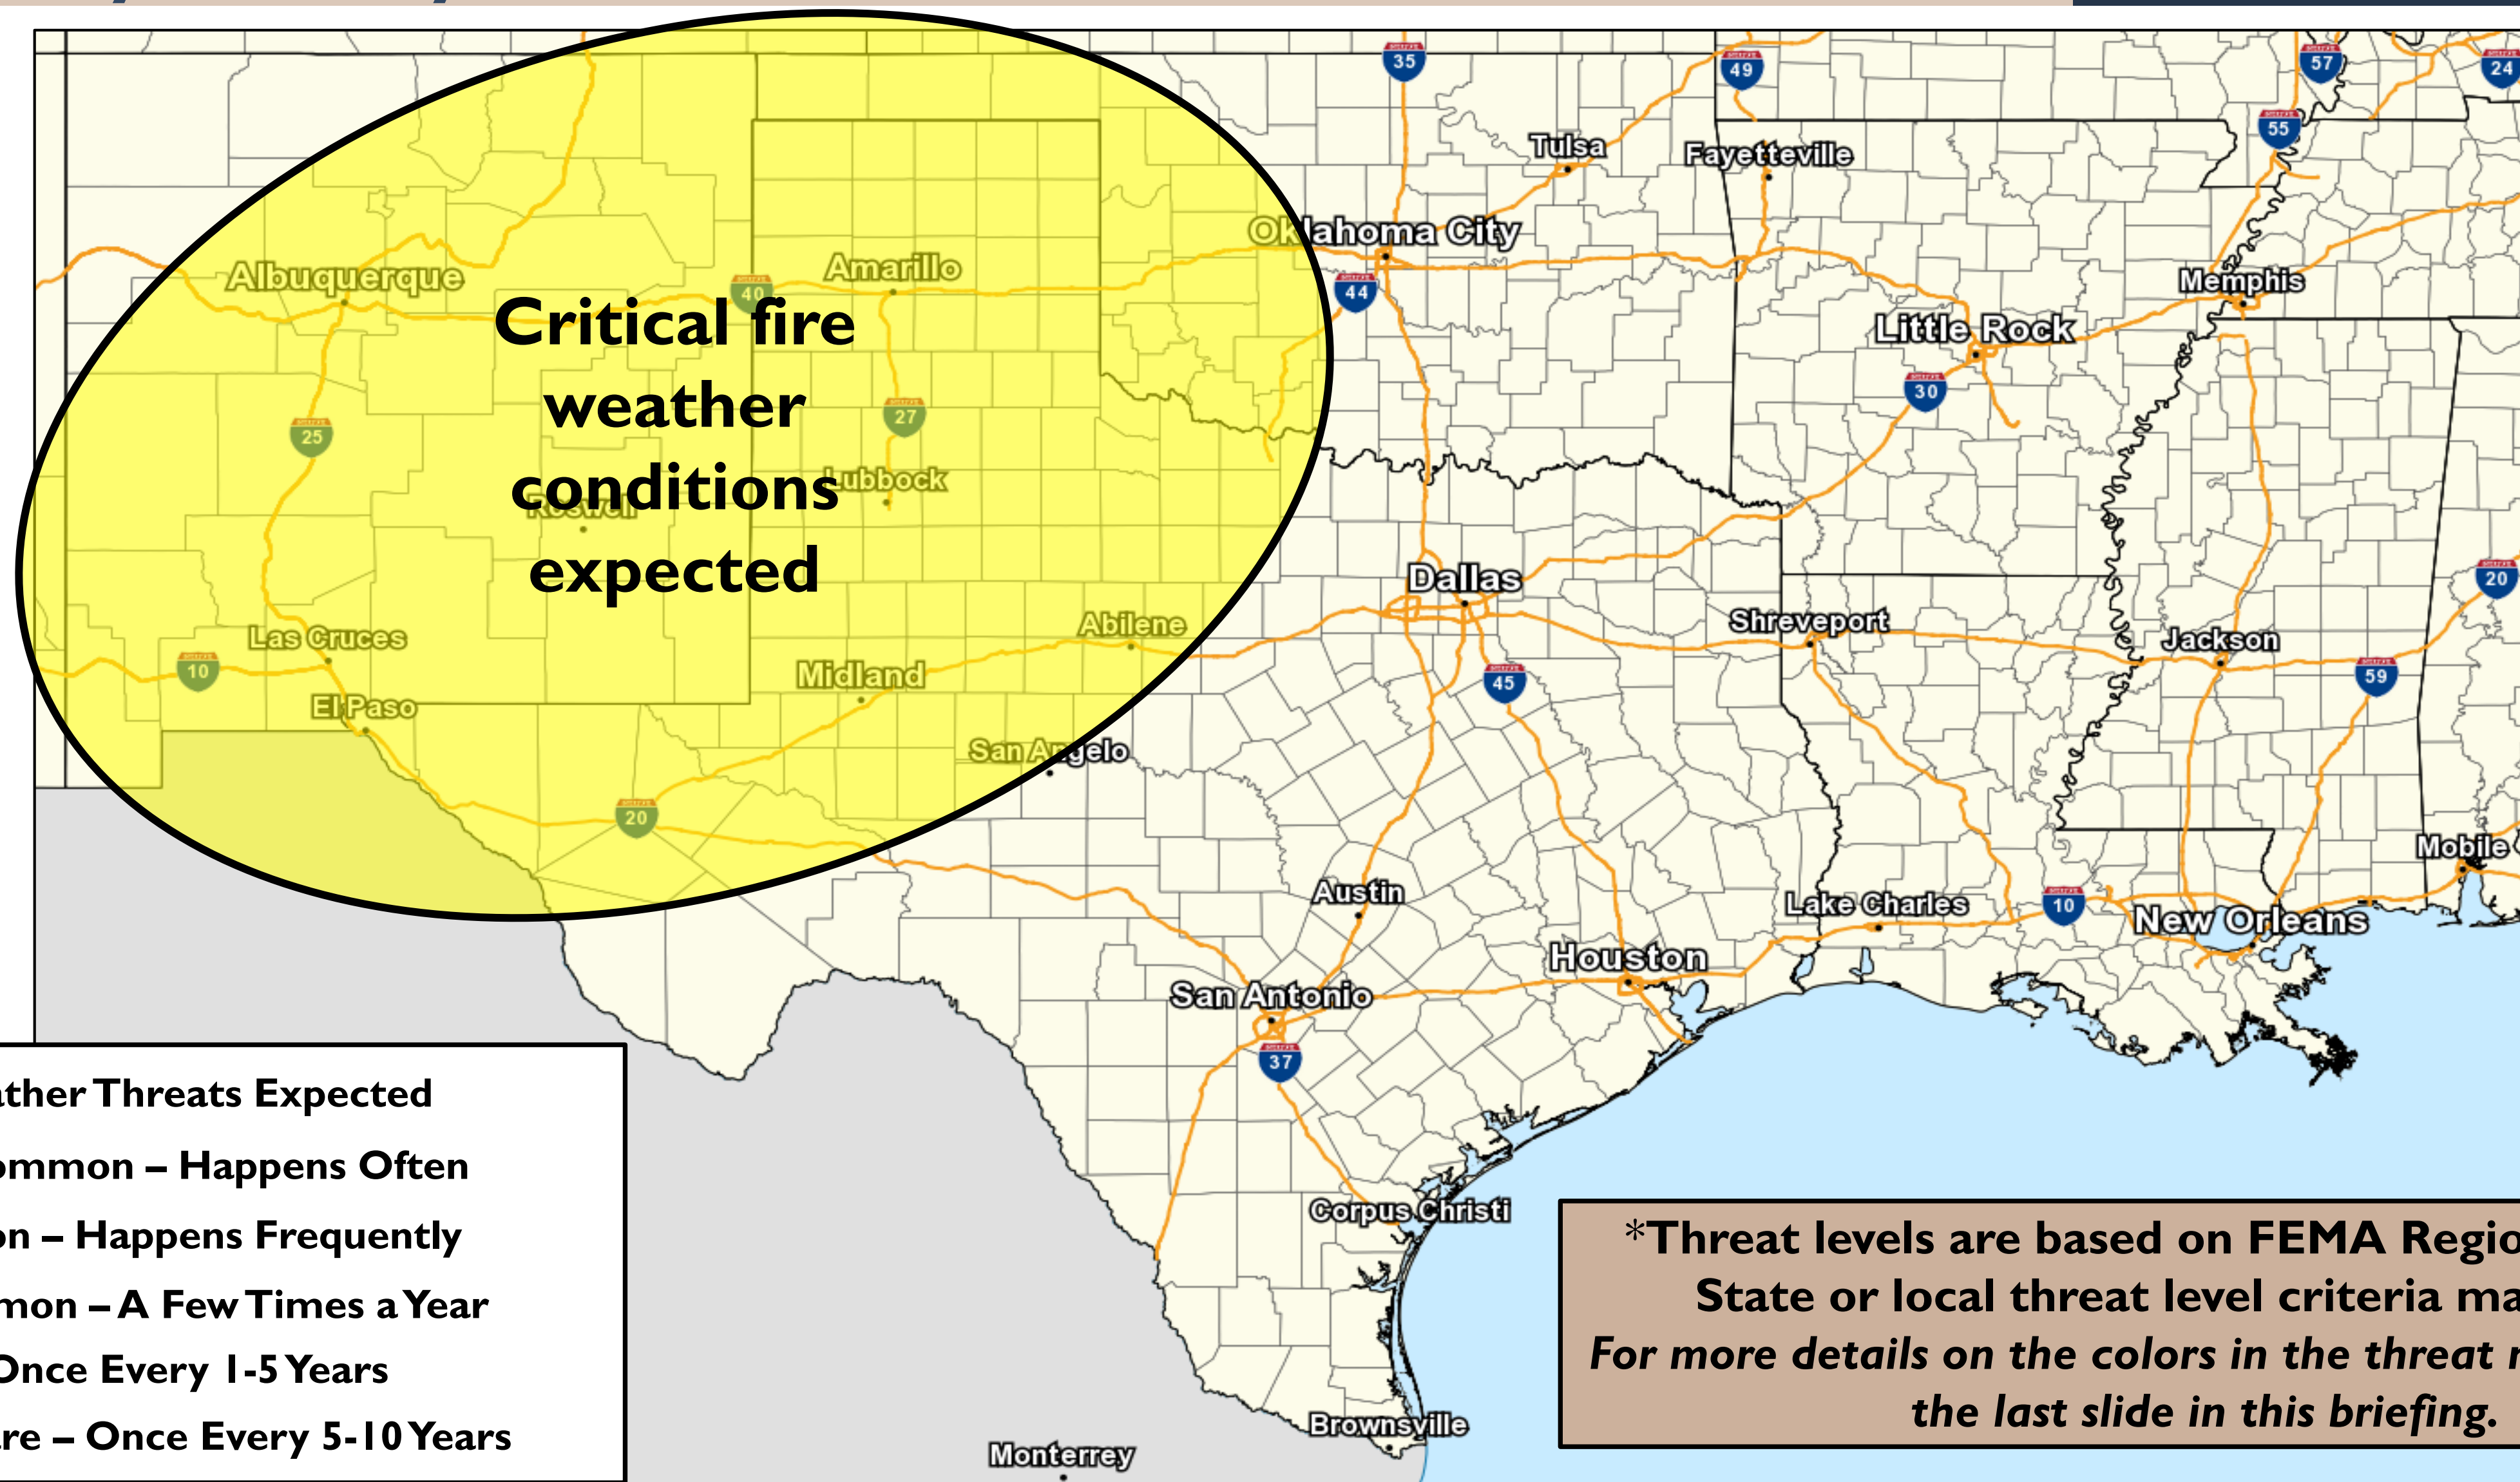 35
49
57
24
55
Tulsa
Fayetteville
Oklahoma City
Albuquerque
Amarillo
40
44
Memphis
Little Rock
30
Critical fire
weather
conditions
expected
25
27
Lubbock
Roswell
Dallas
20
Las Cruces
Abilene
Shreveport
Jackson
10
Midland
45
59
El Paso
San Angelo
20
Mobile
Austin
Lake Charles
10
New Orleans
Houston
San Antonio
37
Corpus Christi
Brownsville
Monterrey
ather Threats Expected
ommon – Happens Often
on – Happens Frequently
mon – A Few Times a Year
Once Every 1-5 Years
are – Once Every 5-10 Years
*Threat levels are based on FEMA Regio
State or local threat level criteria ma
For more details on the colors in the threat
the last slide in this briefing.